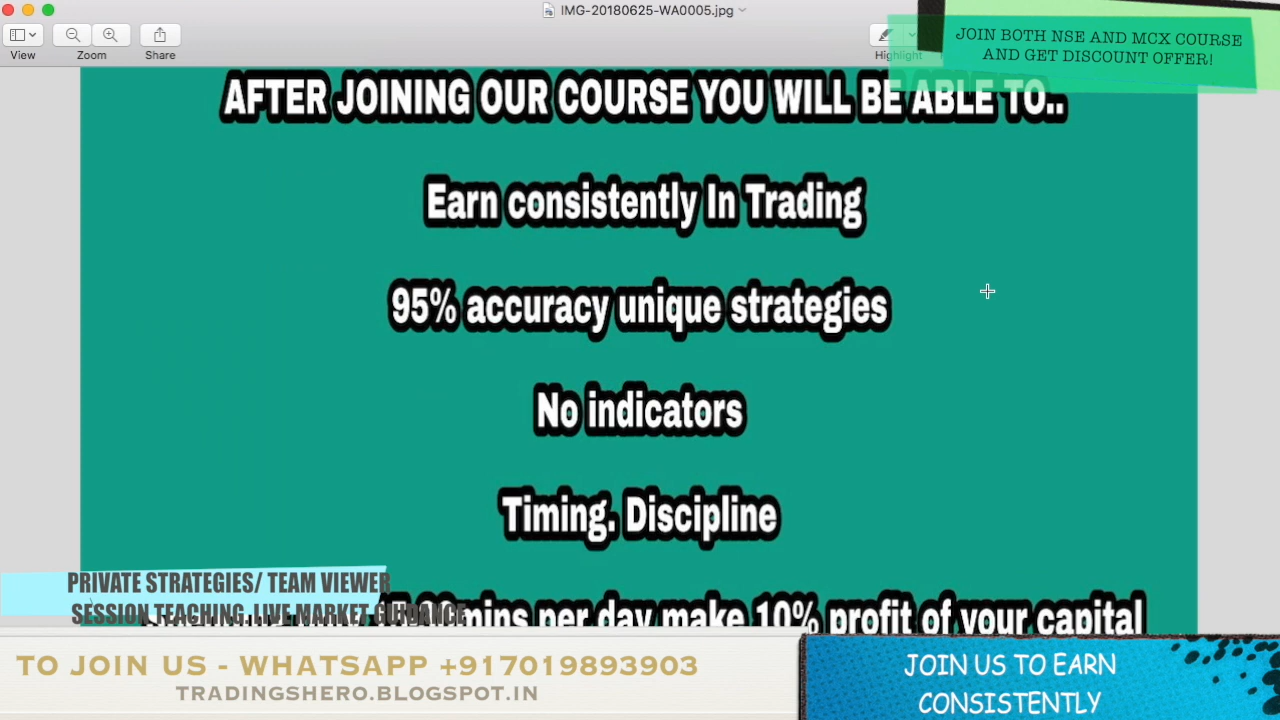 IMG-20180625-WA0005.jpg
View
Zoom
Share
Highlight
JOIN BOTH NSE AND MCX COURSE
AND GET DISCOUNT OFFER!
AFTER JOINING OUR COURSE YOU WILL BE ABLE TO..
Earn consistently In Trading
95% accuracy unique strategies
No indicators
Timing. Discipline
mins per day make 10% profit of your capital
PRIVATE STRATEGIES/ TEAM VIEWER
SESSION TEACHING, LIVE MARKET GUIDANCE
TO JOIN US - WHATSAPP +917019893903
TRADINGSHERO.BLOGSPOT.IN
JOIN US TO EARN
CONSISTENTLY